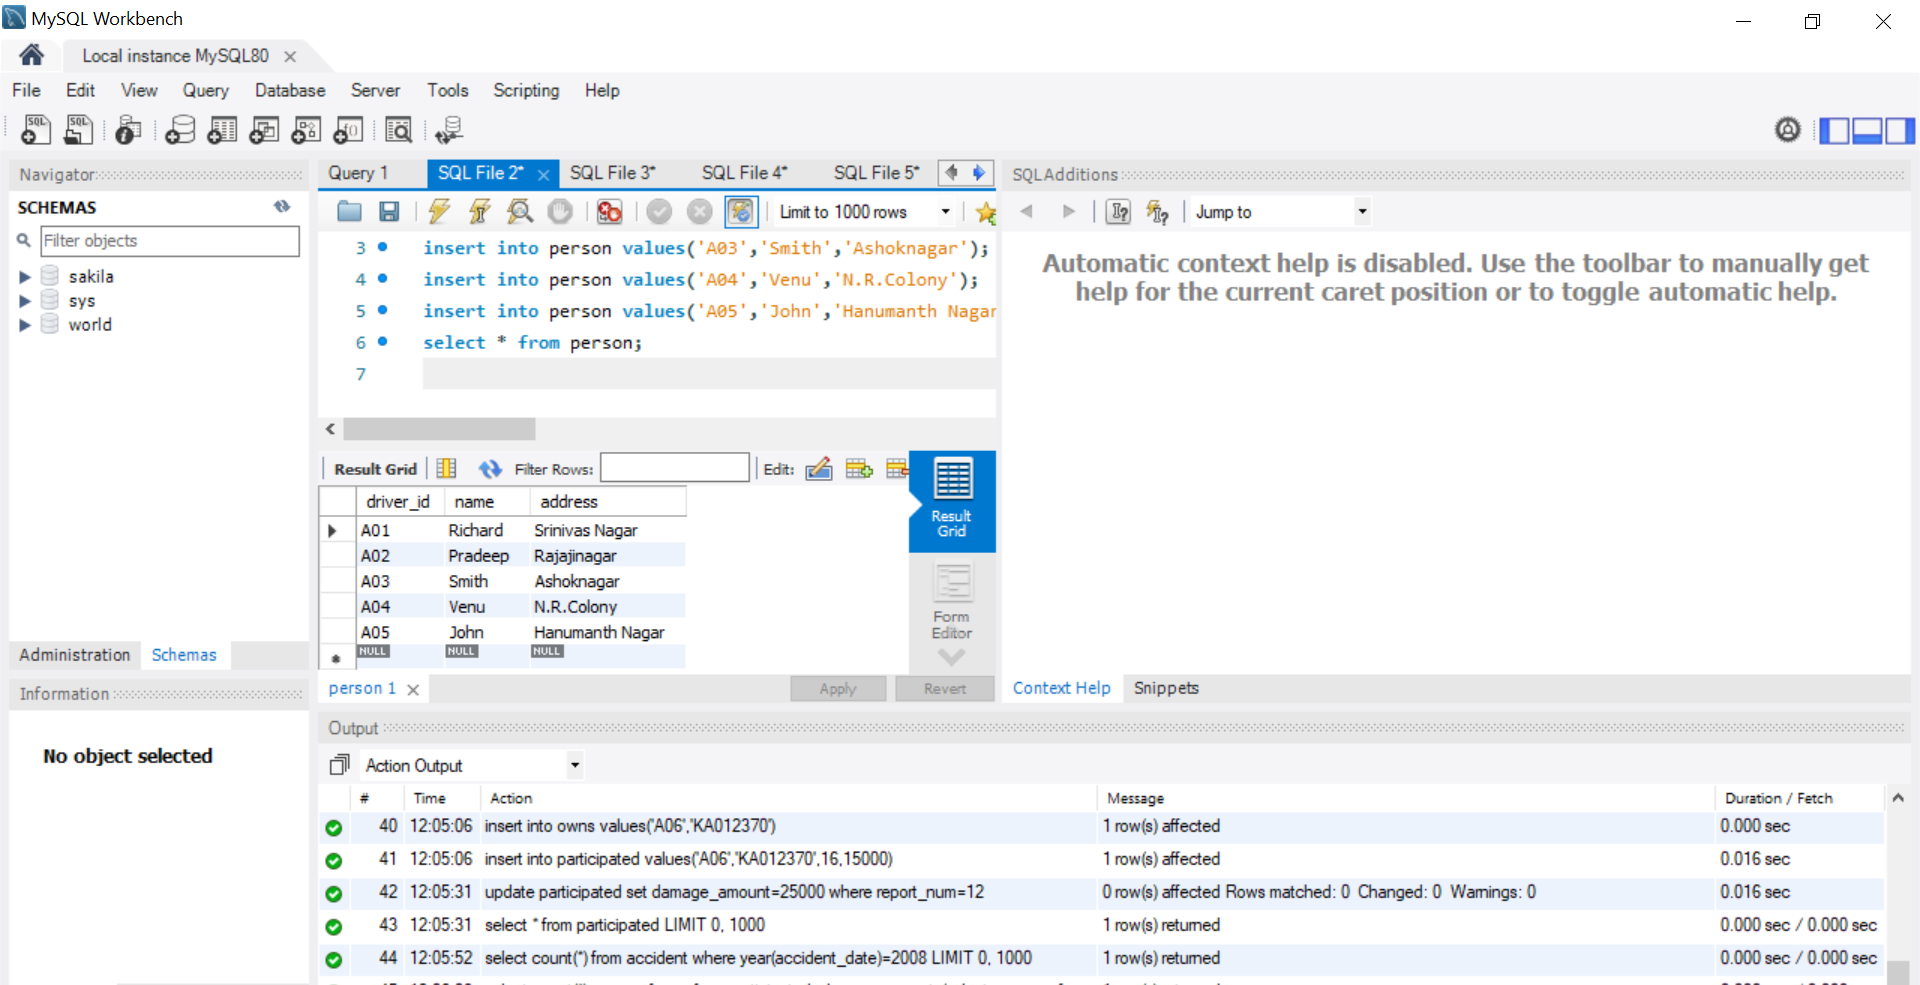 MySQL Workbench
Local instance MySQL80
File Edit View Query Database Server Tools Scripting Help
Navigator
SCHEMAS
Filter objects
sakila
sys
world
Administration Schemas
Information
No object selected
Query 1 SQL File 2* SQL File 3* SQL File 4* SQL File 5*
Limit to 1000 rows
3 insert into person values('A03','Smith','Ashoknagar');
4 insert into person values('A04','Venu','N.R.Colony');
5 insert into person values('A05','John','Hanumanth Nagar
6 select * from person;
7
Result Grid Filter Rows: Edit:
driver_id name address
A01 Richard Srinivas Nagar
A02 Pradeep Rajajinagar
A03 Smith Ashoknagar
A04 Venu N.R.Colony
A05 John Hanumanth Nagar
NULL NULL NULL
Result
Grid
Form
Editor
person 1 Apply Revert
SQLAdditions
Jump to
Automatic context help is disabled. Use the toolbar to manually get
help for the current caret position or to toggle automatic help.
Context Help Snippets
Output
Action Output
# Time Action Message Duration / Fetch
40 12:05:06 insert into owns values('A06','KA012370') 1 row(s) affected 0.000 sec
41 12:05:06 insert into participated values('A06','KA012370',16,15000) 1 row(s) affected 0.016 sec
42 12:05:31 update participated set damage_amount=25000 where report_num=12 0 row(s) affected Rows matched: 0 Changed: 0 Warnings: 0 0.016 sec
43 12:05:31 select * from participated LIMIT 0, 1000 1 row(s) returned 0.000 sec / 0.000 sec
44 12:05:52 select count(*) from accident where year(accident_date)=2008 LIMIT 0, 1000 1 row(s) returned 0.000 sec / 0.000 sec